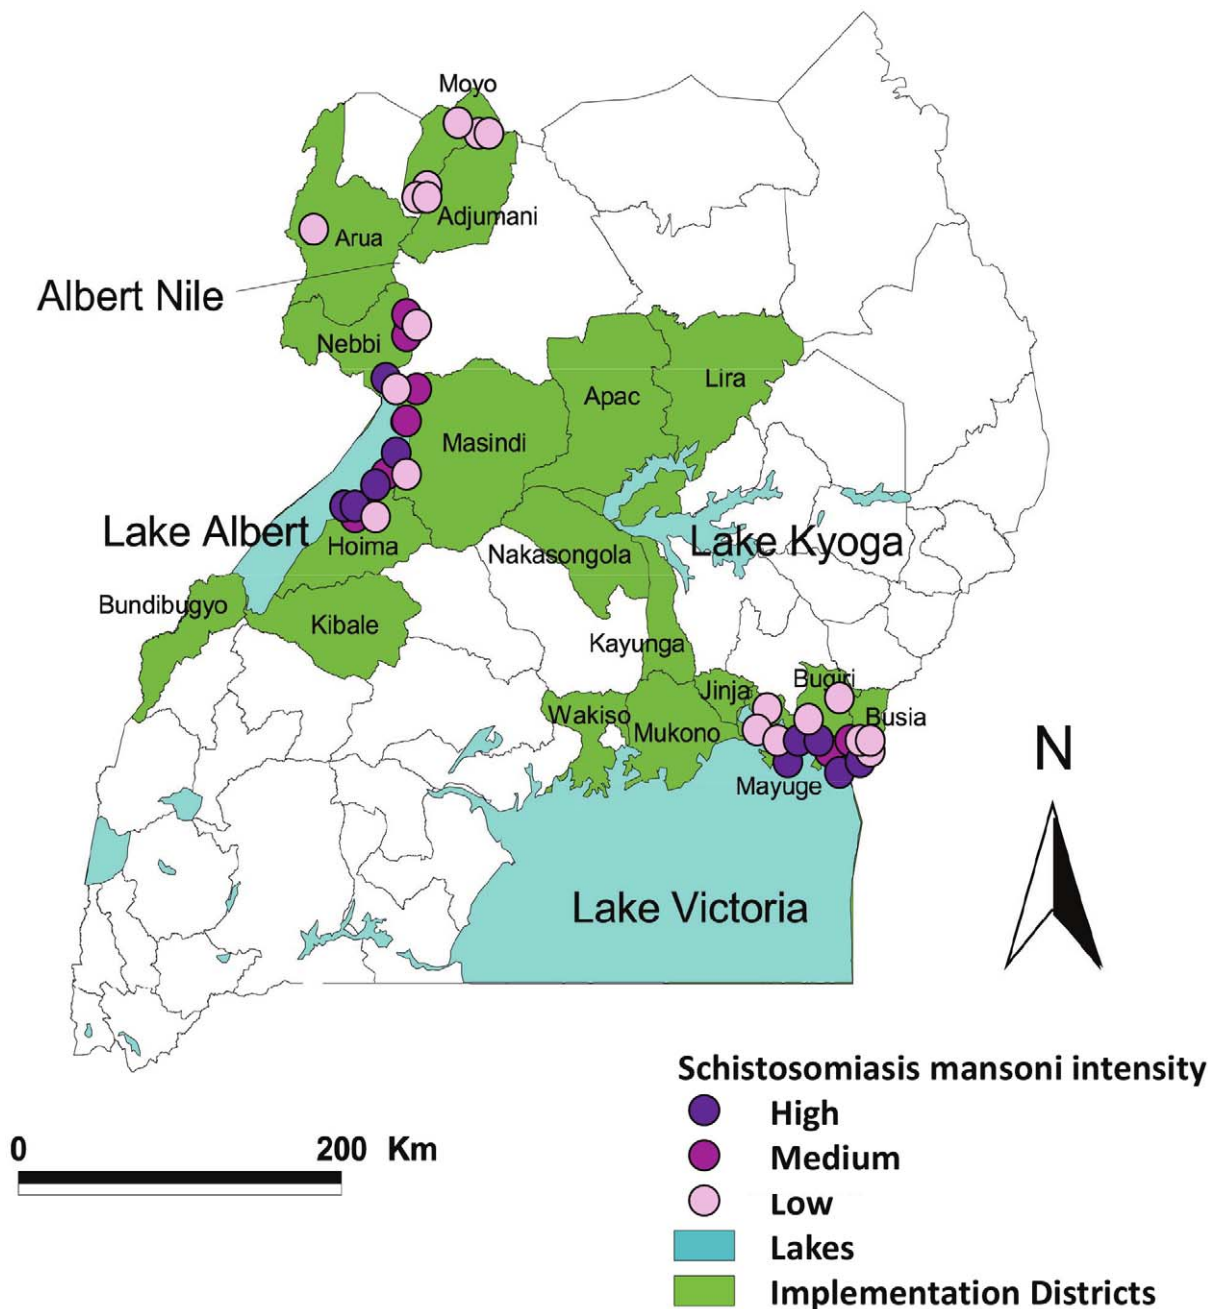 Moyo
Adjumani
Arua
Albert Nile
Nebbi
Lira
Apac
Masindi
Lake Albert
Hoima
Lake Kyoga
Nakasongola
Bundibugyo
Kibale
Kayunga
Bugiri
Jinja
Wakiso
Busia
Mukono
N
Mayuge
Lake Victoria
Schistosomiasis mansoni intensity
High
Medium
Low
Lakes
Implementation Districts
0 200 Km